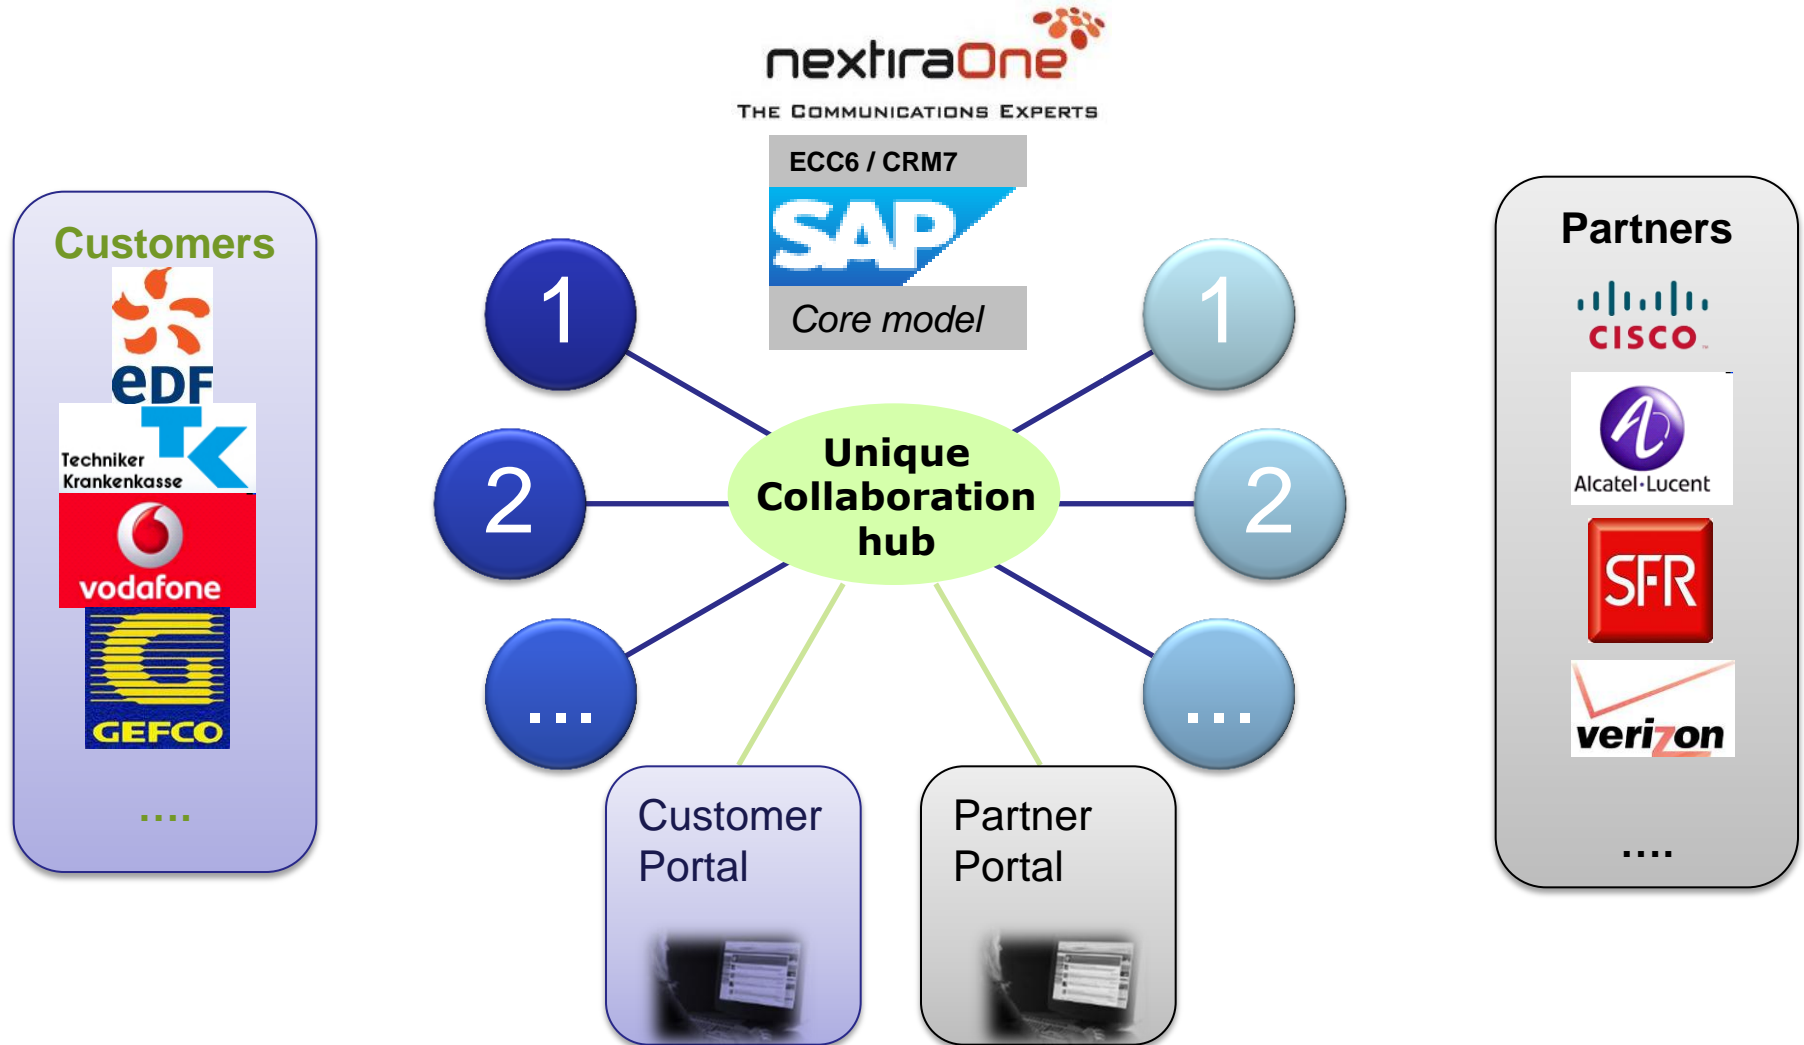 nextiraOne
THE COMMUNICATIONS EXPERTS
ECC6 / CRM7
SAP
Core model
Customers
eDF
TK
Techniker
Krankenkasse
vodafone
G
GEFCO
....
1
2
...
Unique
Collaboration
hub
1
2
...
Customer
Portal
Partner
Portal
Partners
CISCO
Alcatel·Lucent
SFR
verizon
....